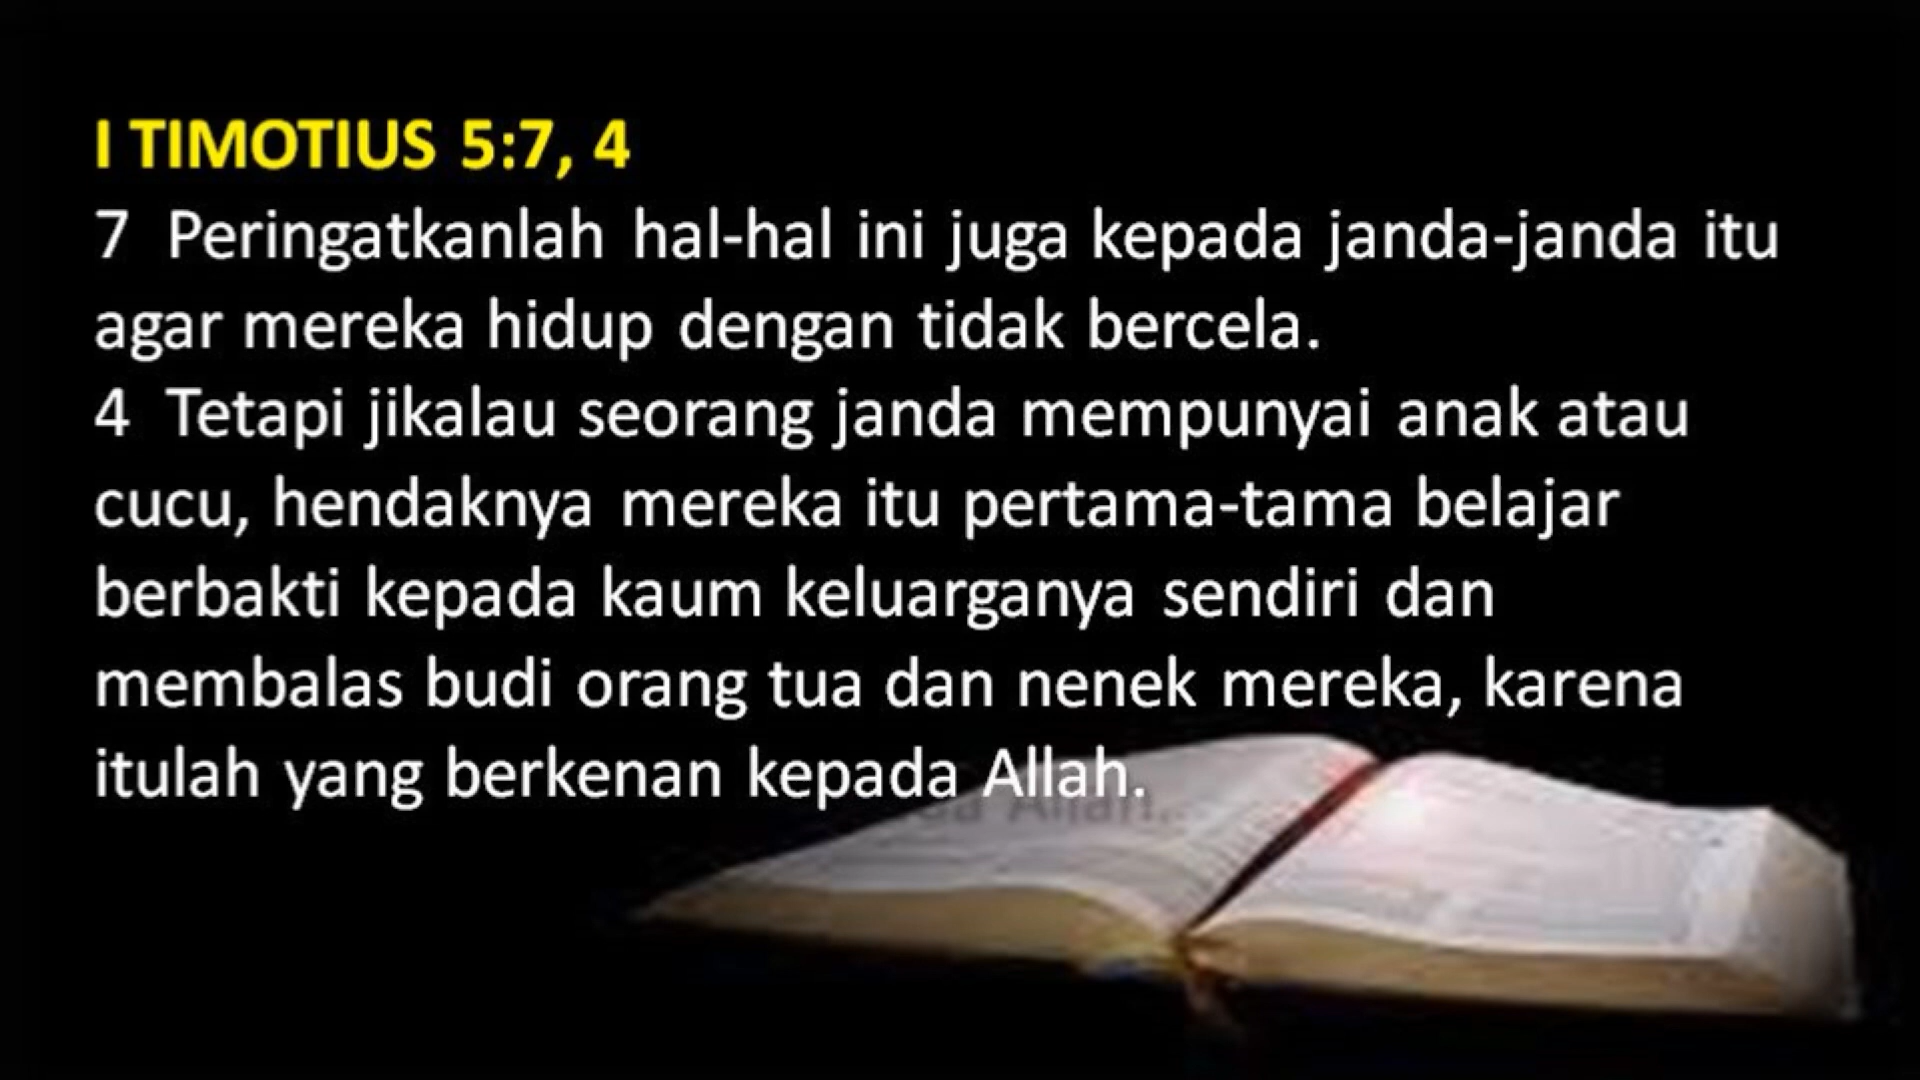 I TIMOTIUS 5:7, 4
7 Peringatkanlah hal-hal ini juga kepada janda-janda itu
agar mereka hidup dengan tidak bercela.
4 Tetapi jikalau seorang janda mempunyai anak atau
cucu, hendaknya mereka itu pertama-tama belajar
berbakti kepada kaum keluarganya sendiri dan
membalas budi orang tua dan nenek mereka, karena
itulah yang berkenan kepada Allah.